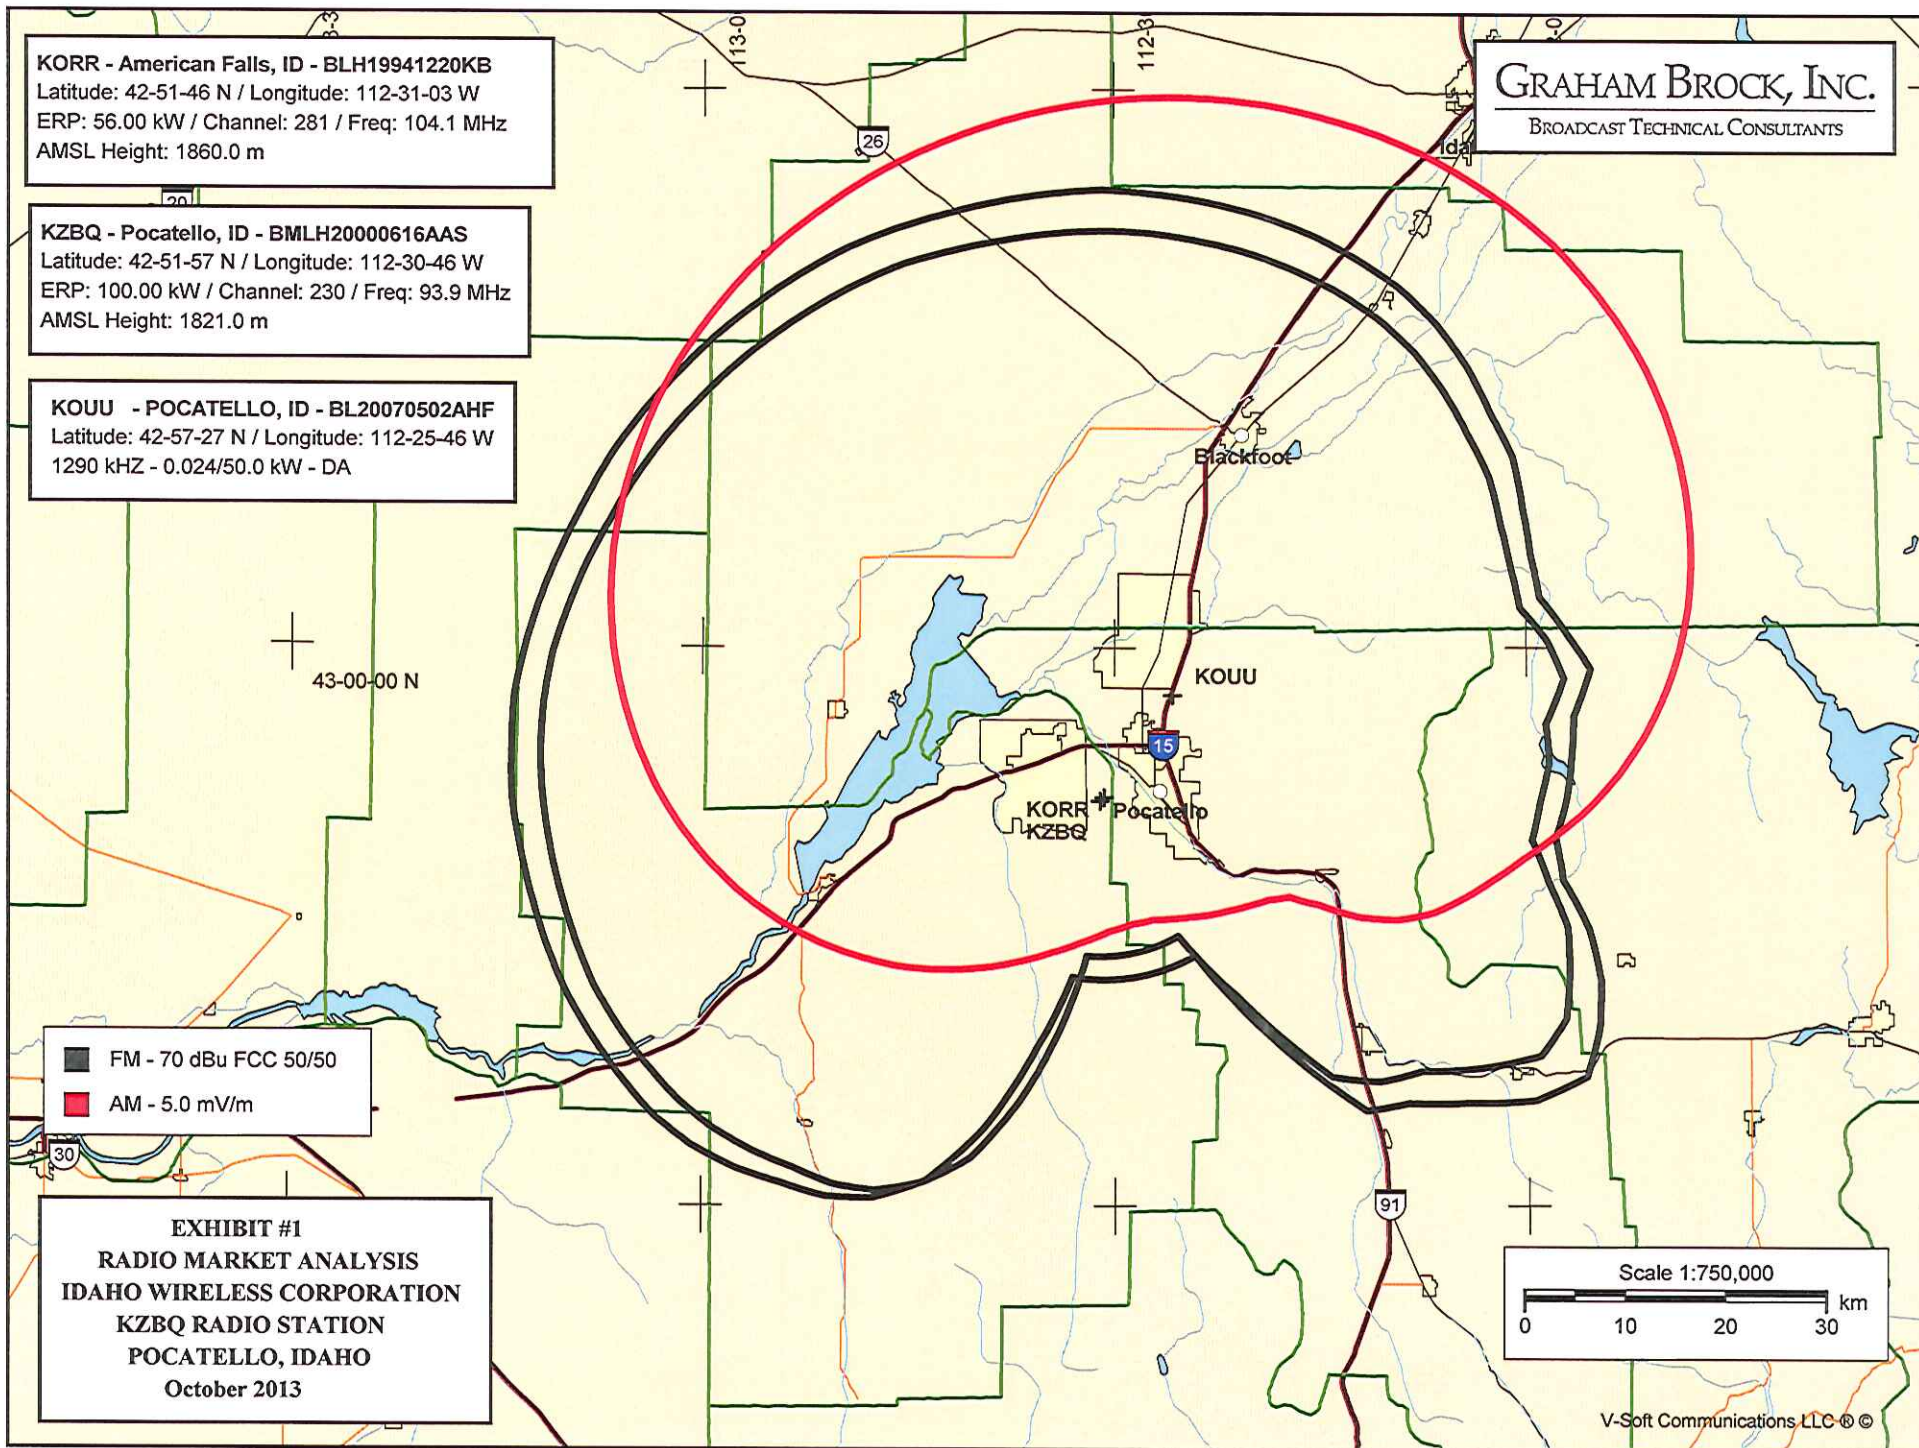 KORR - American Falls, ID - BLH19941220KB
Latitude: 42-51-46 N / Longitude: 112-31-03 W
ERP: 56.00 kW / Channel: 281 / Freq: 104.1 MHz
AMSL Height: 1860.0 m
KZBQ - Pocatello, ID - BMLH20000616AAS
Latitude: 42-51-57 N / Longitude: 112-30-46 W
ERP: 100.00 kW / Channel: 230 / Freq: 93.9 MHz
AMSL Height: 1821.0 m
KOUU - POCATELLO, ID - BL20070502AHF
Latitude: 42-57-27 N / Longitude: 112-25-46 W
1290 kHZ - 0.024/50.0 kW - DA
GRAHAM BROCK, INC.
BROADCAST TECHNICAL CONSULTANTS
113-0
112-3
26
20
Ida
Blackfoot
43-00-00 N
KOUU
15
KORR
KZBQ
Pocatello
FM - 70 dBu FCC 50/50
AM - 5.0 mV/m
30
91
EXHIBIT #1
RADIO MARKET ANALYSIS
IDAHO WIRELESS CORPORATION
KZBQ RADIO STATION
POCATELLO, IDAHO
October 2013
Scale 1:750,000
km
0 10 20 30
V-Soft Communications LLC ® ©